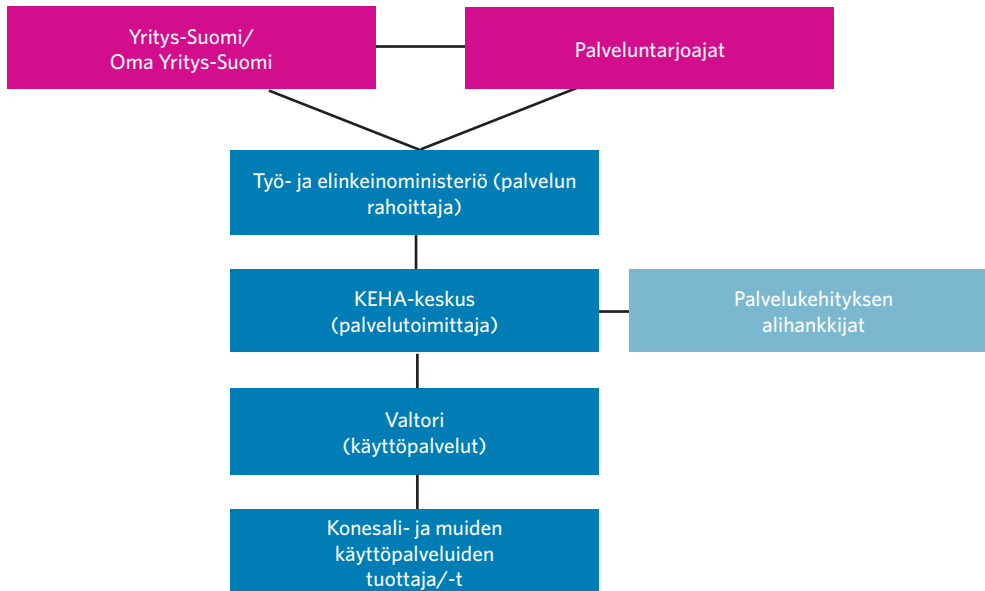 Yritys-Suomi/
Oma Yritys-Suomi
Palveluntarjoajat
Työ- ja elinkeinoministeriö (palvelun
rahoittaja)
KEHA-keskus
(palvelutoimittaja)
Palvelukehityksen
alihankkijat
Valtori
(käyttöpalvelut)
Konesali- ja muiden
käyttöpalveluiden
tuottaja/-t